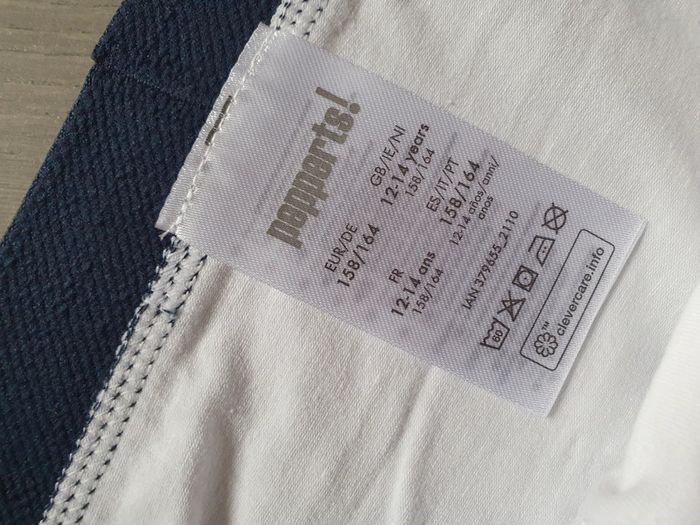 pepperts!
EUR/DE
158/164
GB/IE/NI
12-14 years
158/164
FR
12-14 ans
158/164
ES/IT/PT
158/164
12-14 años/anni/
anos
IAN 379655_2110
60
clevercare.info
TM